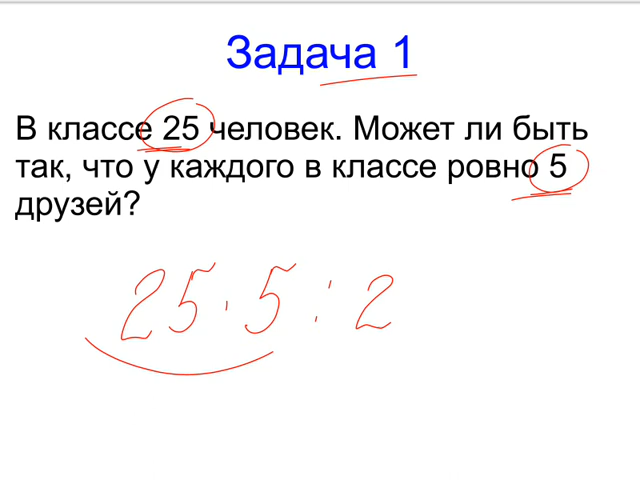 Задача 1
В классе 25 человек. Может ли быть
так, что у каждого в классе ровно 5
друзей?
25 · 5 : 2